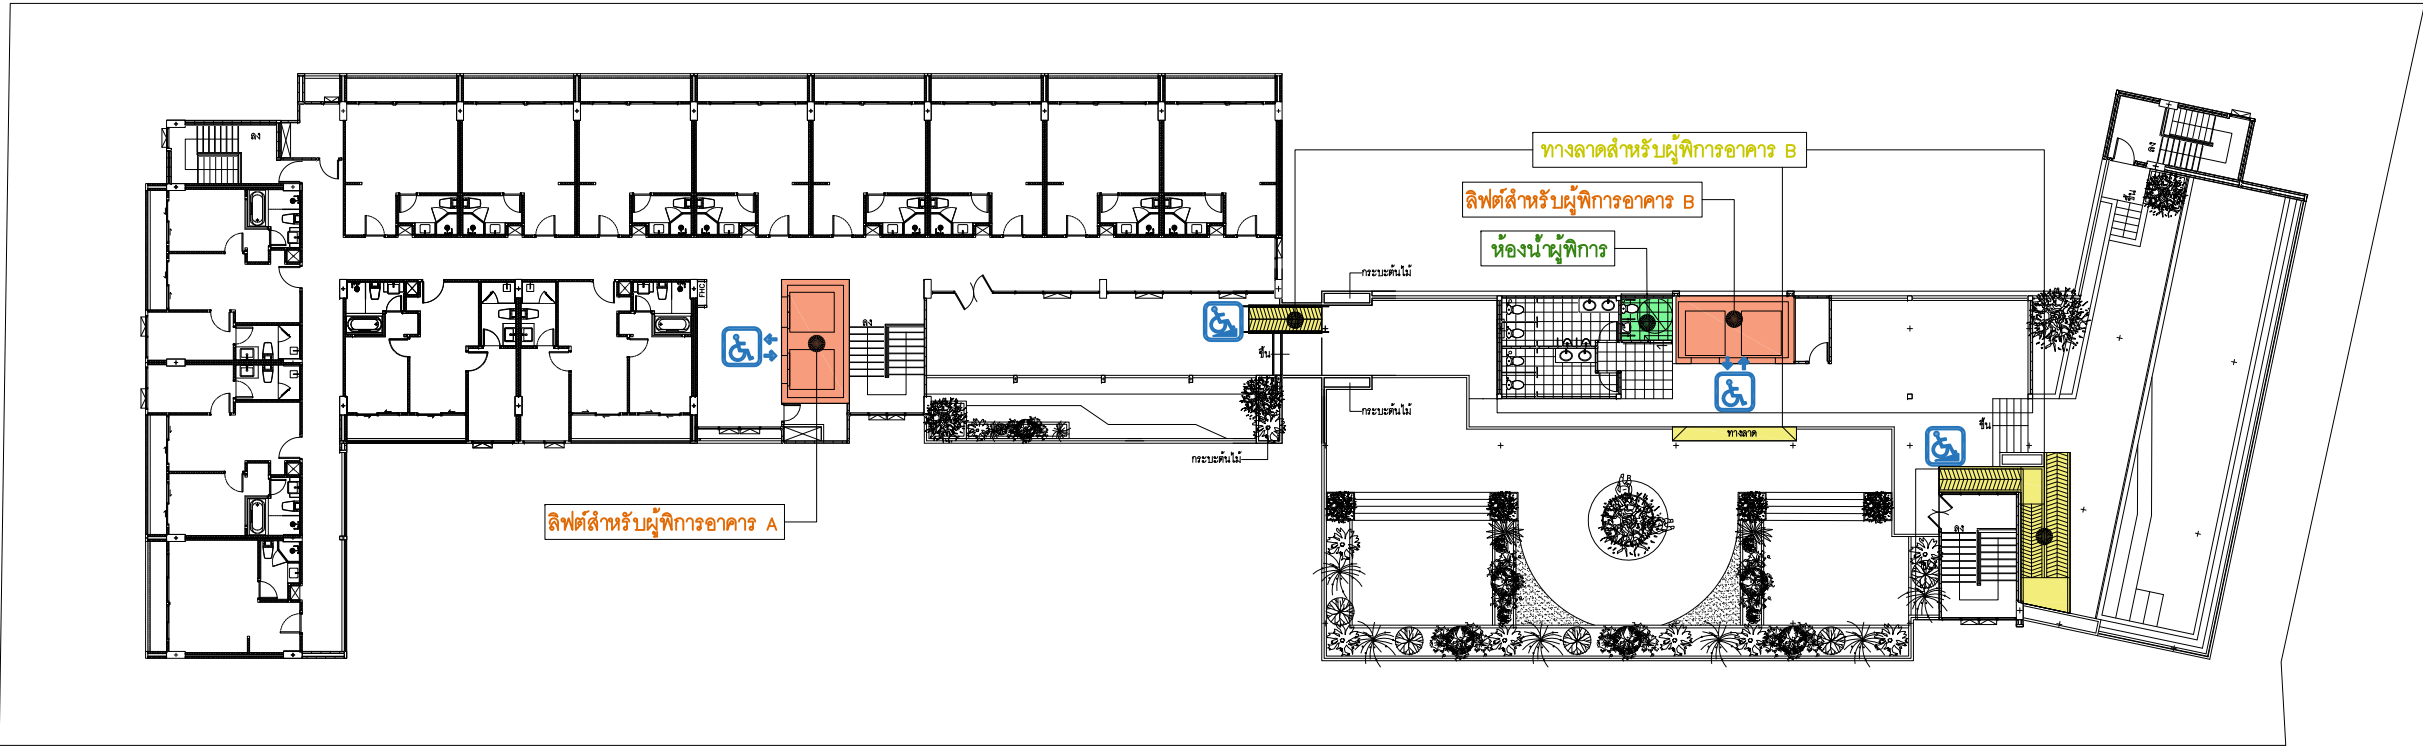 ลง
ทางลาดสำหรับผู้พิการอาคาร B
ลิฟต์สำหรับผู้พิการอาคาร B
ห้องน้ำผู้พิการ
ลง
ขึ้น
กระบะต้นไม้
FHC
ลง
ขึ้น
กระบะต้นไม้
ทางลาด
ขึ้น
กระบะต้นไม้
ลิฟต์สำหรับผู้พิการอาคาร A
ลง